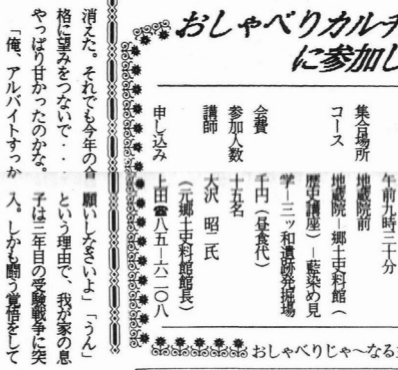 おしゃべりカルチ
に参加し
午前九時三十分
集合場所　地蔵院前
コース　地蔵院―郷土史料館(
歴史講座)―藍染め見
学―三ッ和遺跡発掘場
会費　千円(昼食代)
参加人数　十五名
講師　大沢　昭二氏
(元郷土史料館館長)
申し込み　上田☎八五―六二〇八
おしゃべりじゃ~なる
願いしなさいよ」「うん」
という理由で、我が家の息
子は三年目の受験戦争に突
入。しかも闘う覚悟をして
消えた。それでも今年の合
格に望みをつないで・・
やっぱり甘かったのかな。
「俺、アルバイトすっか